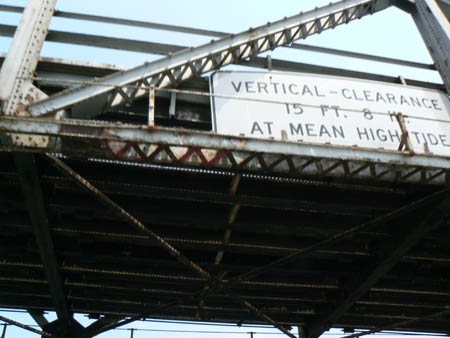 VERTICAL-CLEARANCE
15 FT. 8 IN.
AT MEAN HIGH TIDE